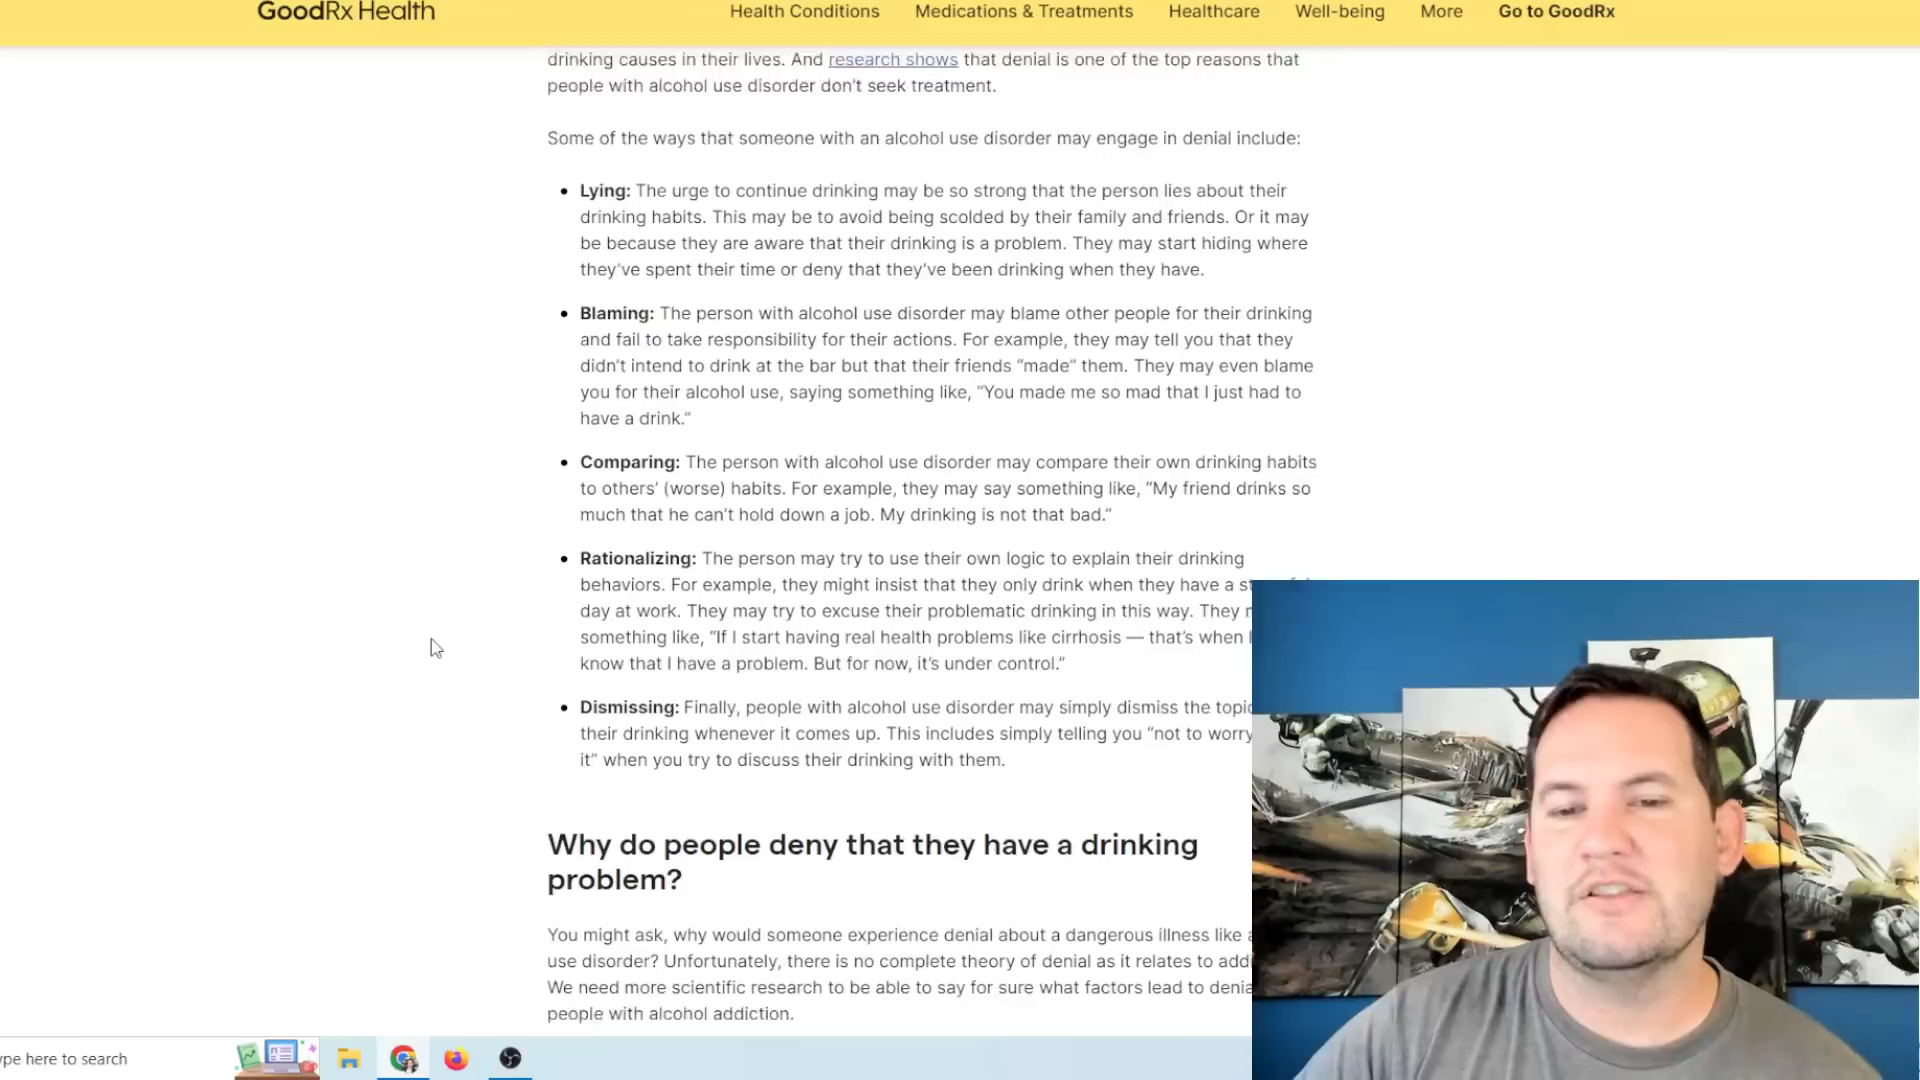 GoodRx Health
Health Conditions Medications & Treatments Healthcare Well-being More Go to GoodRx
drinking causes in their lives. And research shows that denial is one of the top reasons that
people with alcohol use disorder don’t seek treatment.
Some of the ways that someone with an alcohol use disorder may engage in denial include:
• Lying: The urge to continue drinking may be so strong that the person lies about their
drinking habits. This may be to avoid being scolded by their family and friends. Or it may
be because they are aware that their drinking is a problem. They may start hiding where
they’ve spent their time or deny that they’ve been drinking when they have.
• Blaming: The person with alcohol use disorder may blame other people for their drinking
and fail to take responsibility for their actions. For example, they may tell you that they
didn’t intend to drink at the bar but that their friends “made” them. They may even blame
you for their alcohol use, saying something like, “You made me so mad that I just had to
have a drink.”
• Comparing: The person with alcohol use disorder may compare their own drinking habits
to others’ (worse) habits. For example, they may say something like, “My friend drinks so
much that he can’t hold down a job. My drinking is not that bad.”
• Rationalizing: The person may try to use their own logic to explain their drinking
behaviors. For example, they might insist that they only drink when they have a
day at work. They may try to excuse their problematic drinking in this way. They
something like, “If I start having real health problems like cirrhosis — that’s when
know that I have a problem. But for now, it’s under control.”
• Dismissing: Finally, people with alcohol use disorder may simply dismiss the topic
their drinking whenever it comes up. This includes simply telling you “not to worry
it” when you try to discuss their drinking with them.
Why do people deny that they have a drinking
problem?
You might ask, why would someone experience denial about a dangerous illness like
use disorder? Unfortunately, there is no complete theory of denial as it relates to
We need more scientific research to be able to say for sure what factors lead to
people with alcohol addiction.
ype here to search